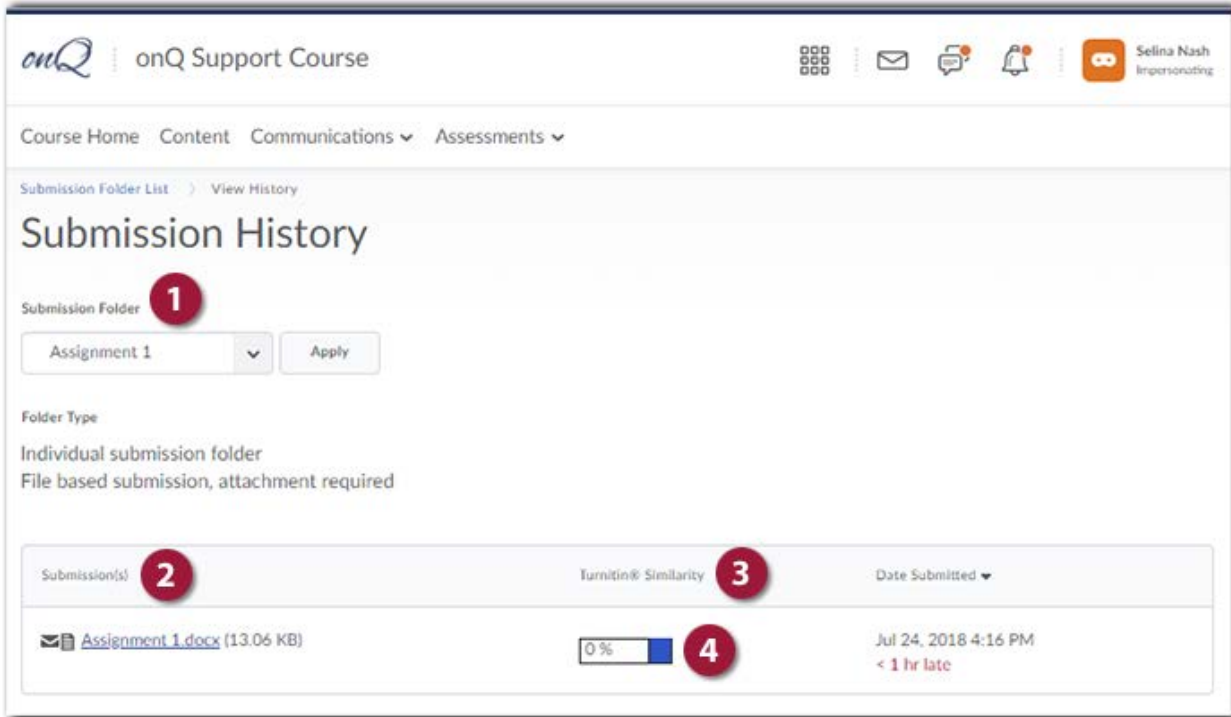 onQ onQ Support Course Selina Nash
Impersonating
Course Home Content Communications Assessments
Submission Folder List > View History
Submission History
Submission Folder 1
Assignment 1 Apply
Folder Type
Individual submission folder
File based submission, attachment required
Submission(s) 2 Turnitin® Similarity 3 Date Submitted
Assignment 1.docx (13.06 KB) 0 % 4 Jul 24, 2018 4:16 PM
< 1 hr late